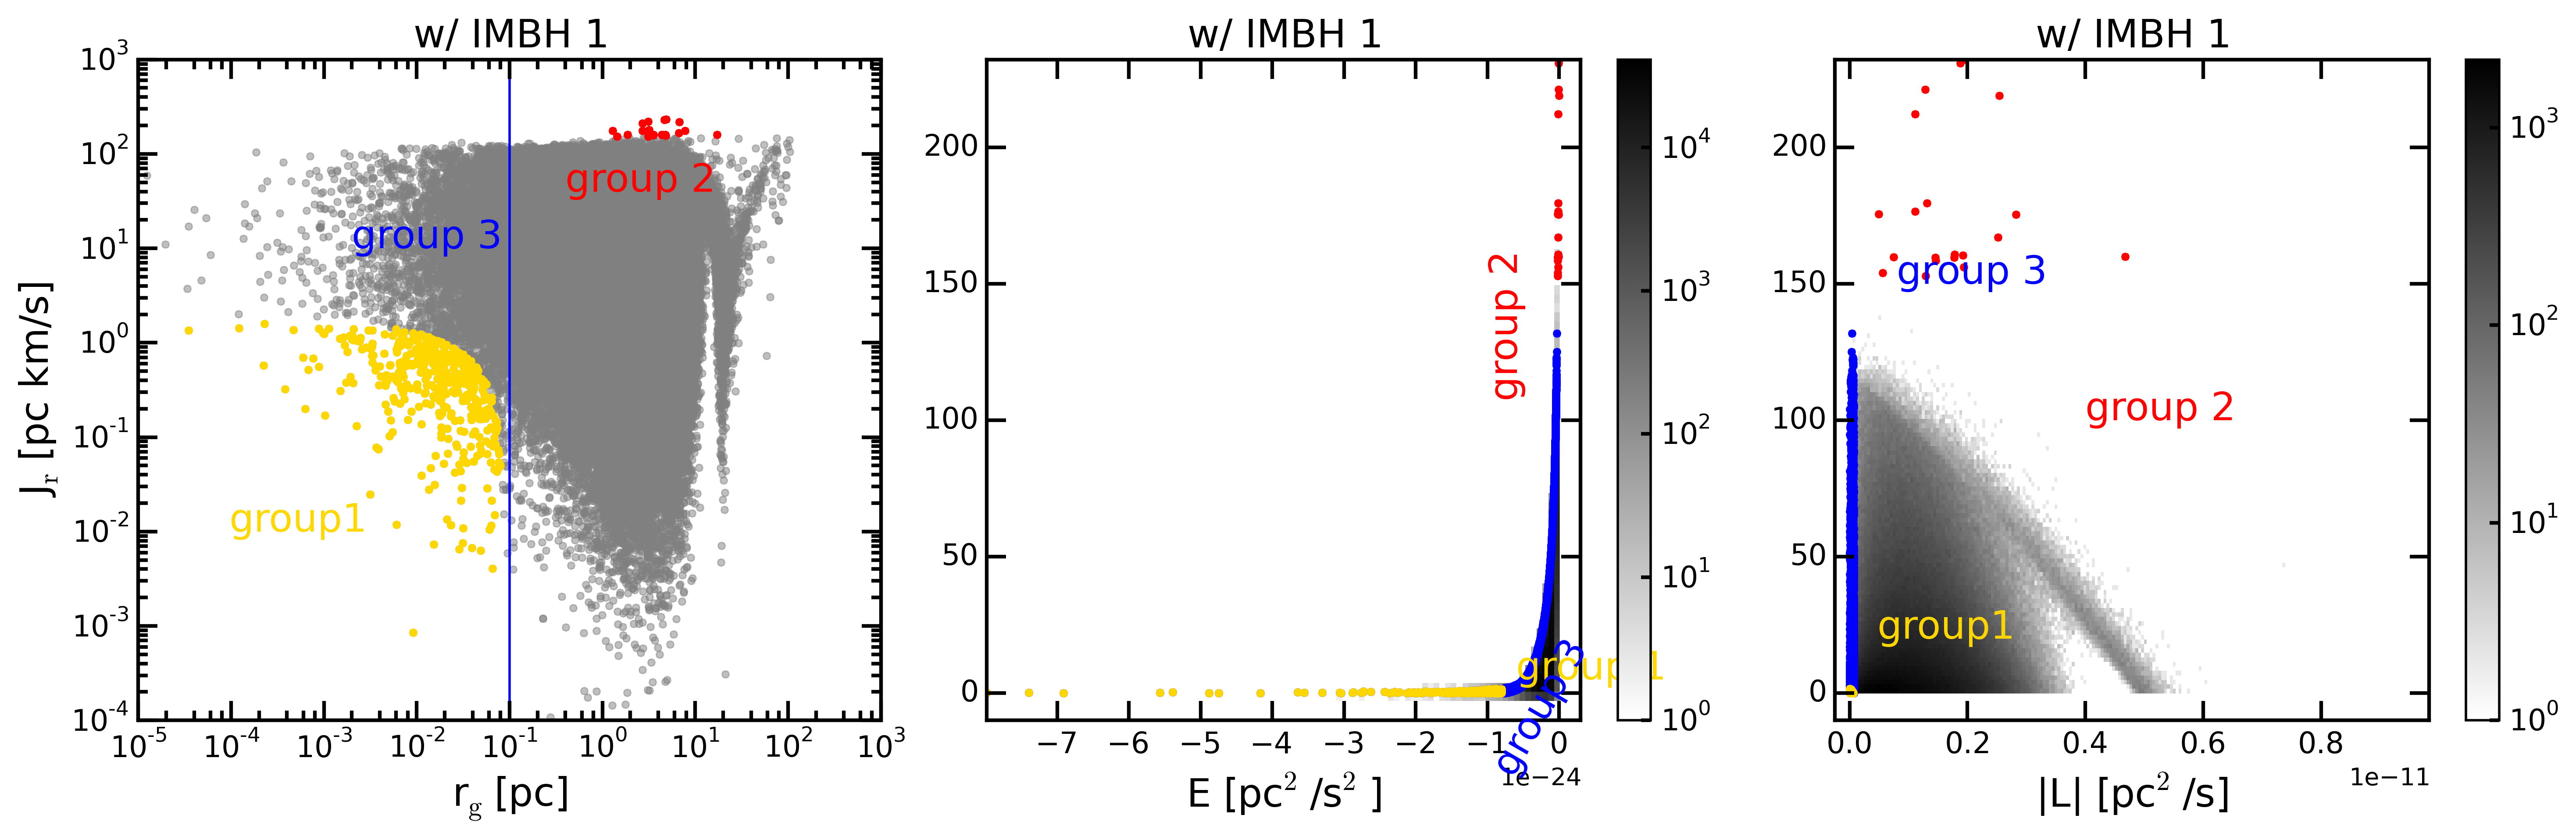 w/ IMBH 1
10^3
10^2
10^1
10^0
10^-1
10^-2
10^-3
10^-4
J_r [pc km/s]
group 2
group 3
group1
10^-5 10^-4 10^-3 10^-2 10^-1 10^0 10^1 10^2 10^3
r_g [pc]
w/ IMBH 1
200
150
100
50
0
group 2
group 1
group 3
−7 −6 −5 −4 −3 −2 −1 0
1e−24
E [pc^2 /s^2 ]
10^4
10^3
10^2
10^1
10^0
w/ IMBH 1
200
150
100
50
0
group 3
group 2
group1
0.0 0.2 0.4 0.6 0.8
1e−11
|L| [pc^2 /s]
10^3
10^2
10^1
10^0